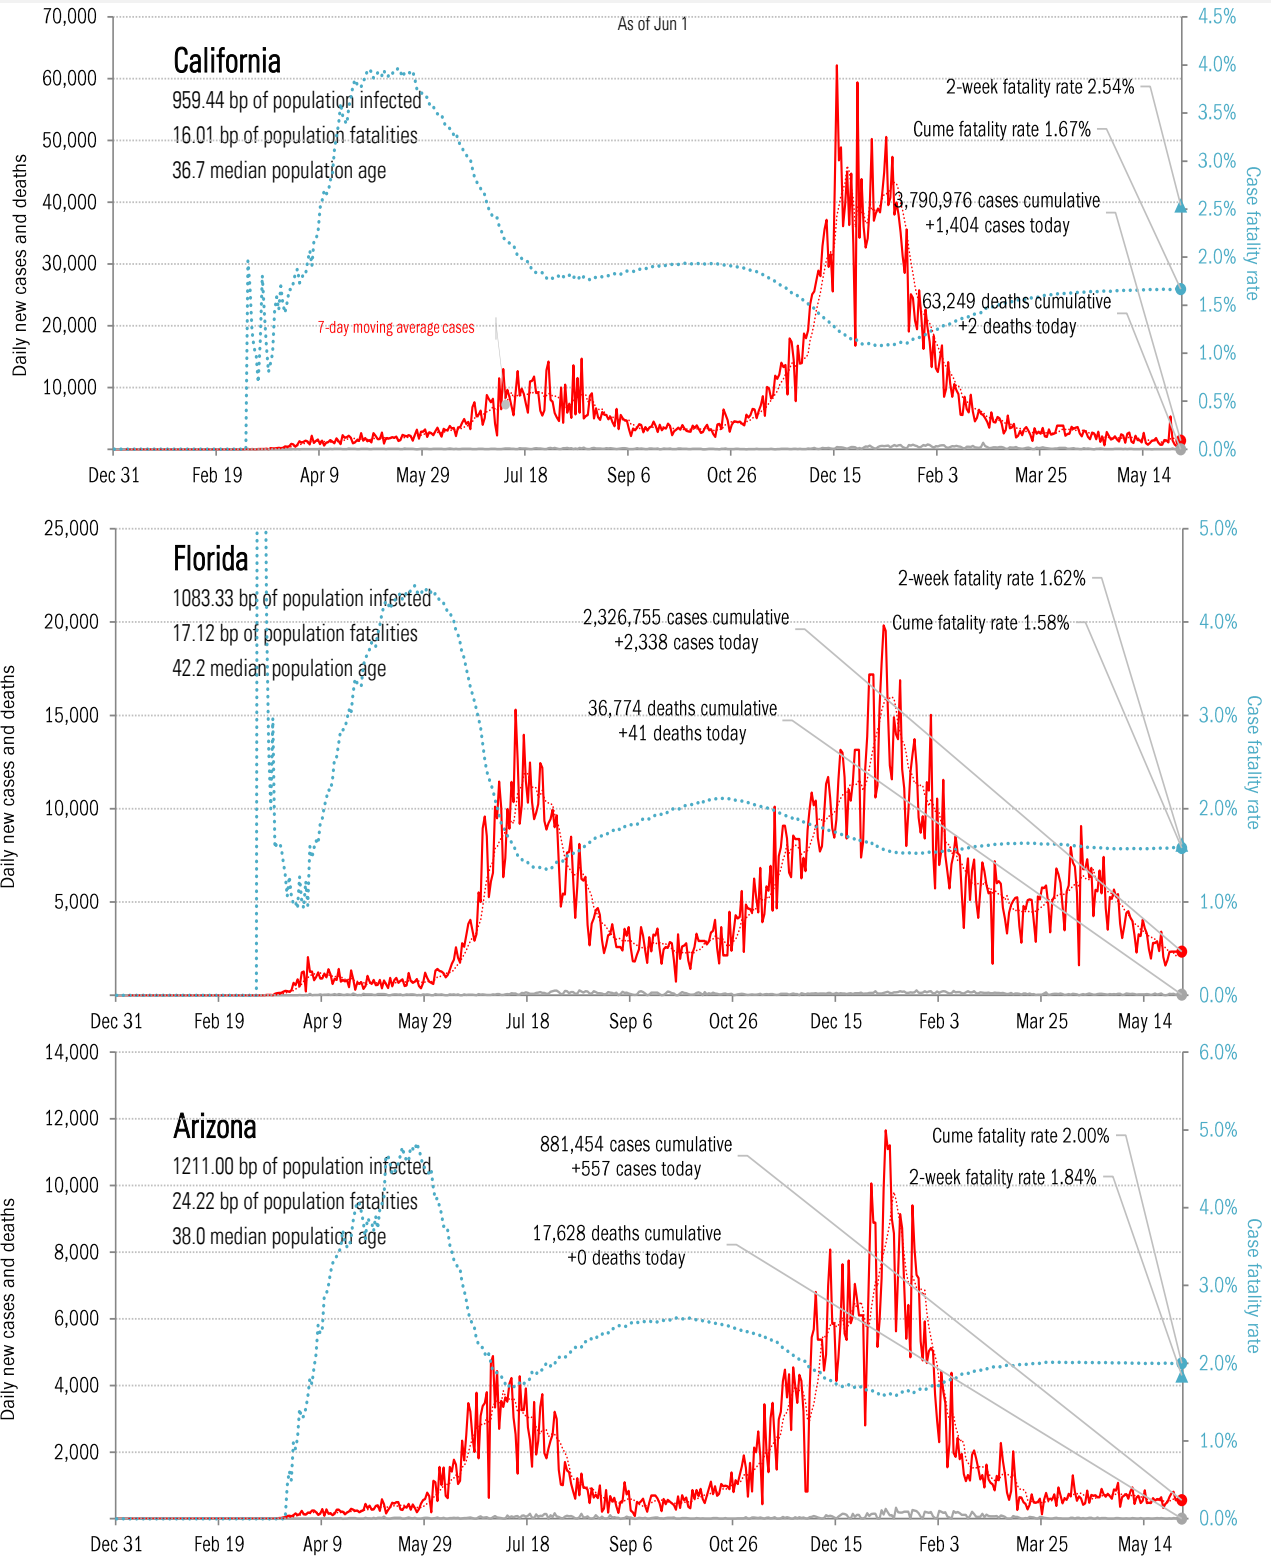 As of Jun 1
70,000
60,000
50,000
40,000
30,000
20,000
10,000
Daily new cases and deaths
4.5%
4.0%
3.5%
3.0%
2.5%
2.0%
1.5%
1.0%
0.5%
0.0%
Case fatality rate
California
959.44 bp of population infected
16.01 bp of population fatalities
36.7 median population age
7-day moving average cases
2-week fatality rate 2.54%
Cume fatality rate 1.67%
3,790,976 cases cumulative
+1,404 cases today
63,249 deaths cumulative
+2 deaths today
Dec 31 Feb 19 Apr 9 May 29 Jul 18 Sep 6 Oct 26 Dec 15 Feb 3 Mar 25 May 14
25,000
20,000
15,000
10,000
5,000
Daily new cases and deaths
5.0%
4.0%
3.0%
2.0%
1.0%
0.0%
Case fatality rate
Florida
1083.33 bp of population infected
17.12 bp of population fatalities
42.2 median population age
2,326,755 cases cumulative
+2,338 cases today
36,774 deaths cumulative
+41 deaths today
2-week fatality rate 1.62%
Cume fatality rate 1.58%
Dec 31 Feb 19 Apr 9 May 29 Jul 18 Sep 6 Oct 26 Dec 15 Feb 3 Mar 25 May 14
14,000
12,000
10,000
8,000
6,000
4,000
2,000
Daily new cases and deaths
6.0%
5.0%
4.0%
3.0%
2.0%
1.0%
0.0%
Case fatality rate
Arizona
1211.00 bp of population infected
24.22 bp of population fatalities
38.0 median population age
881,454 cases cumulative
+557 cases today
17,628 deaths cumulative
+0 deaths today
Cume fatality rate 2.00%
2-week fatality rate 1.84%
Dec 31 Feb 19 Apr 9 May 29 Jul 18 Sep 6 Oct 26 Dec 15 Feb 3 Mar 25 May 14